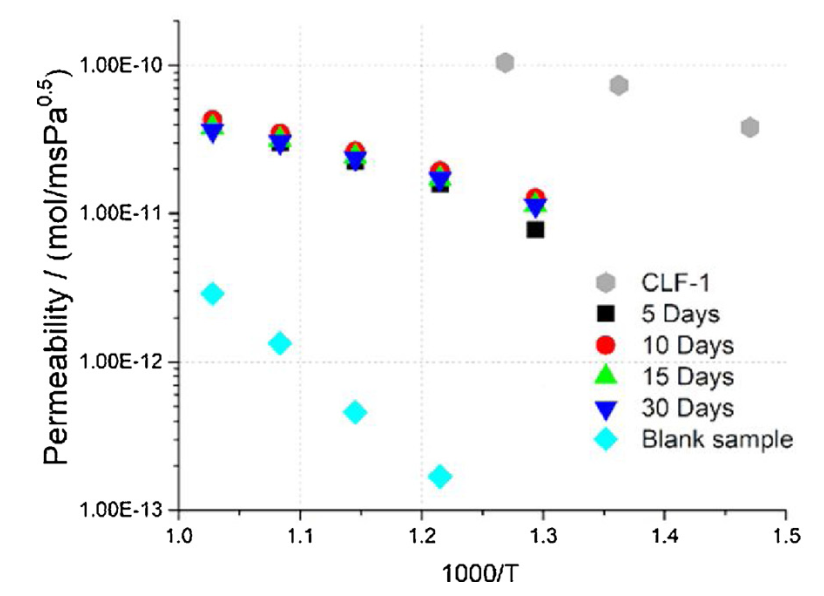 Permeability / (mol/msPa^0.5)
1.00E-10
1.00E-11
1.00E-12
1.00E-13
CLF-1
5 Days
10 Days
15 Days
30 Days
Blank sample
1.0 1.1 1.2 1.3 1.4 1.5
1000/T